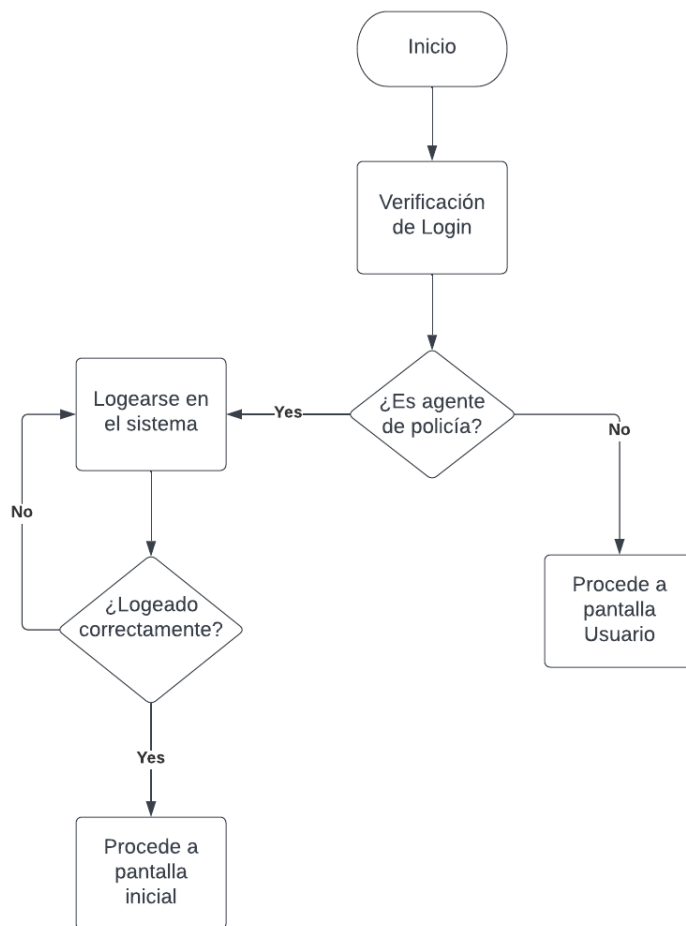 Inicio
Verificación
de Login
¿Es agente
de policía?
Yes
No
Logearse en
el sistema
No
¿Logeado
correctamente?
Procede a
pantalla
Usuario
Yes
Procede a
pantalla
inicial